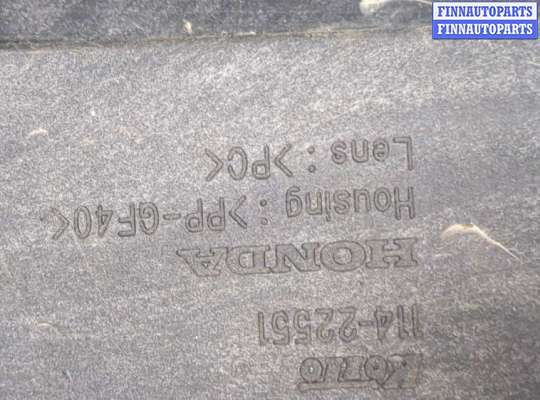 FINNAUTOPARTS
FINNAUTOPARTS
KOITO
114-22551
HONDA
Housing : >PP-GF40<
Lens : >PC<